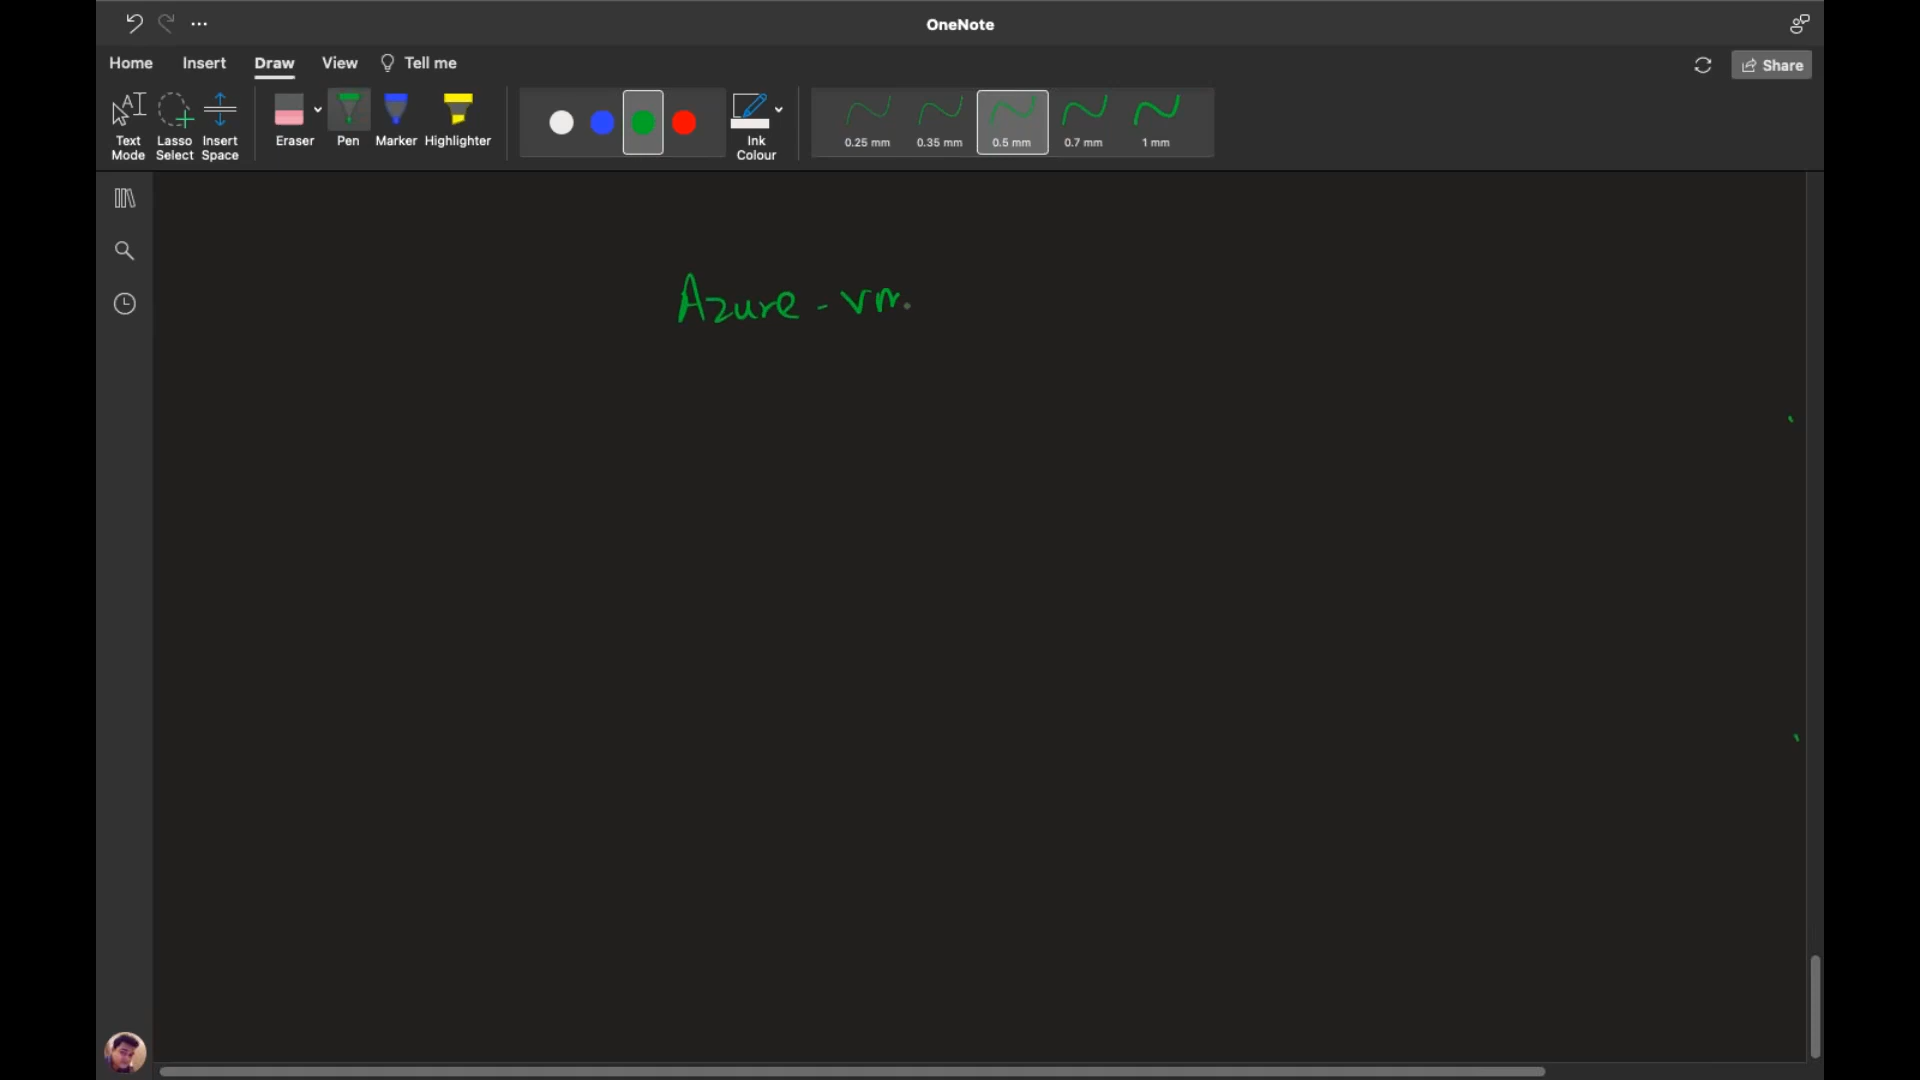 OneNote
Home Insert Draw View Tell me
Share
Text Mode
Lasso Select
Insert Space
Eraser
Pen
Marker
Highlighter
Ink Colour
0.25 mm
0.35 mm
0.5 mm
0.7 mm
1 mm
Azure - vm